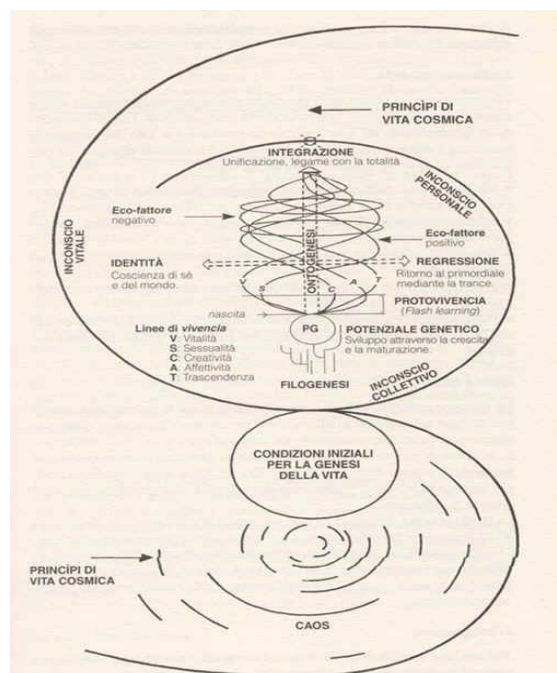 PRINCÌPI DI
VITA COSMICA
INTEGRAZIONE
Unificazione, legame con la totalità
INCONSCIO
PERSONALE
Eco-fattore
negativo
Eco-fattore
positivo
INCONSCIO
VITALE
ONTOGENESI
IDENTITÀ
Coscienza di sé
e del mondo.
REGRESSIONE
Ritorno al primordiale
mediante la trance.
V S C A T
PROTOVIVENCIA
(Flash learning)
nascita
Linee di vivencia
V: Vitalità
S: Sessualità
C: Creatività
A: Affettività
T: Trascendenza
PG
POTENZIALE GENETICO
Sviluppo attraverso la crescita
e la maturazione.
FILOGENESI
INCONSCIO
COLLETTIVO
CONDIZIONI INIZIALI
PER LA GENESI
DELLA VITA
PRINCÌPI DI
VITA COSMICA
CAOS